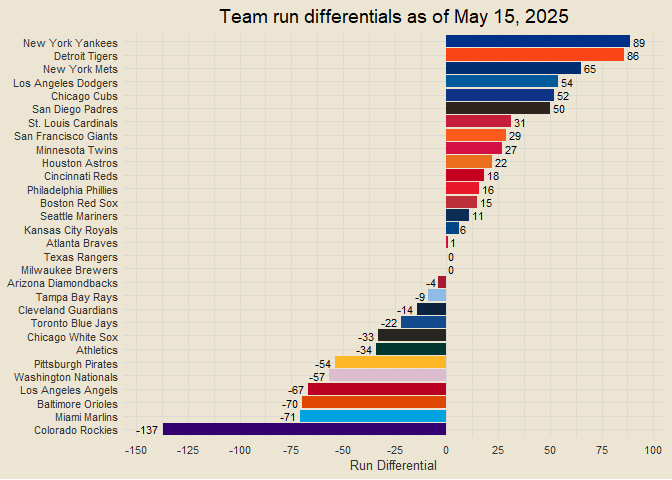 Team run differentials as of May 15, 2025
New York Yankees 89
Detroit Tigers 86
New York Mets 65
Los Angeles Dodgers 54
Chicago Cubs 52
San Diego Padres 50
St. Louis Cardinals 31
San Francisco Giants 29
Minnesota Twins 27
Houston Astros 22
Cincinnati Reds 18
Philadelphia Phillies 16
Boston Red Sox 15
Seattle Mariners 11
Kansas City Royals 6
Atlanta Braves 1
Texas Rangers 0
Milwaukee Brewers 0
Arizona Diamondbacks -4
Tampa Bay Rays -9
Cleveland Guardians -14
Toronto Blue Jays -22
Chicago White Sox -33
Athletics -34
Pittsburgh Pirates -54
Washington Nationals -57
Los Angeles Angels -67
Baltimore Orioles -70
Miami Marlins -71
Colorado Rockies -137
-150 -125 -100 -75 -50 -25 0 25 50 75 100
Run Differential